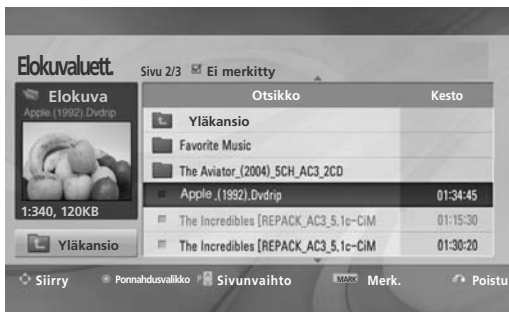 Elokuvaluett.
Sivu 2/3 Ei merkitty
Elokuva
Apple.(1992).Dvdrip
1:340, 120KB
Yläkansio
Otsikko Kesto
Yläkansio
Favorite Music
The Aviator_(2004)_5CH_AC3_2CD
Apple_(1992).Dvdrip 01:34:45
The Incredibles [REPACK_AC3_5.1c-CiM 01:15:30
The Incredibles [REPACK_AC3_5.1c-CiM 01:30:20
Siirry Ponnahdusvalikko P Sivunvaihto MARK Merk. Poistu